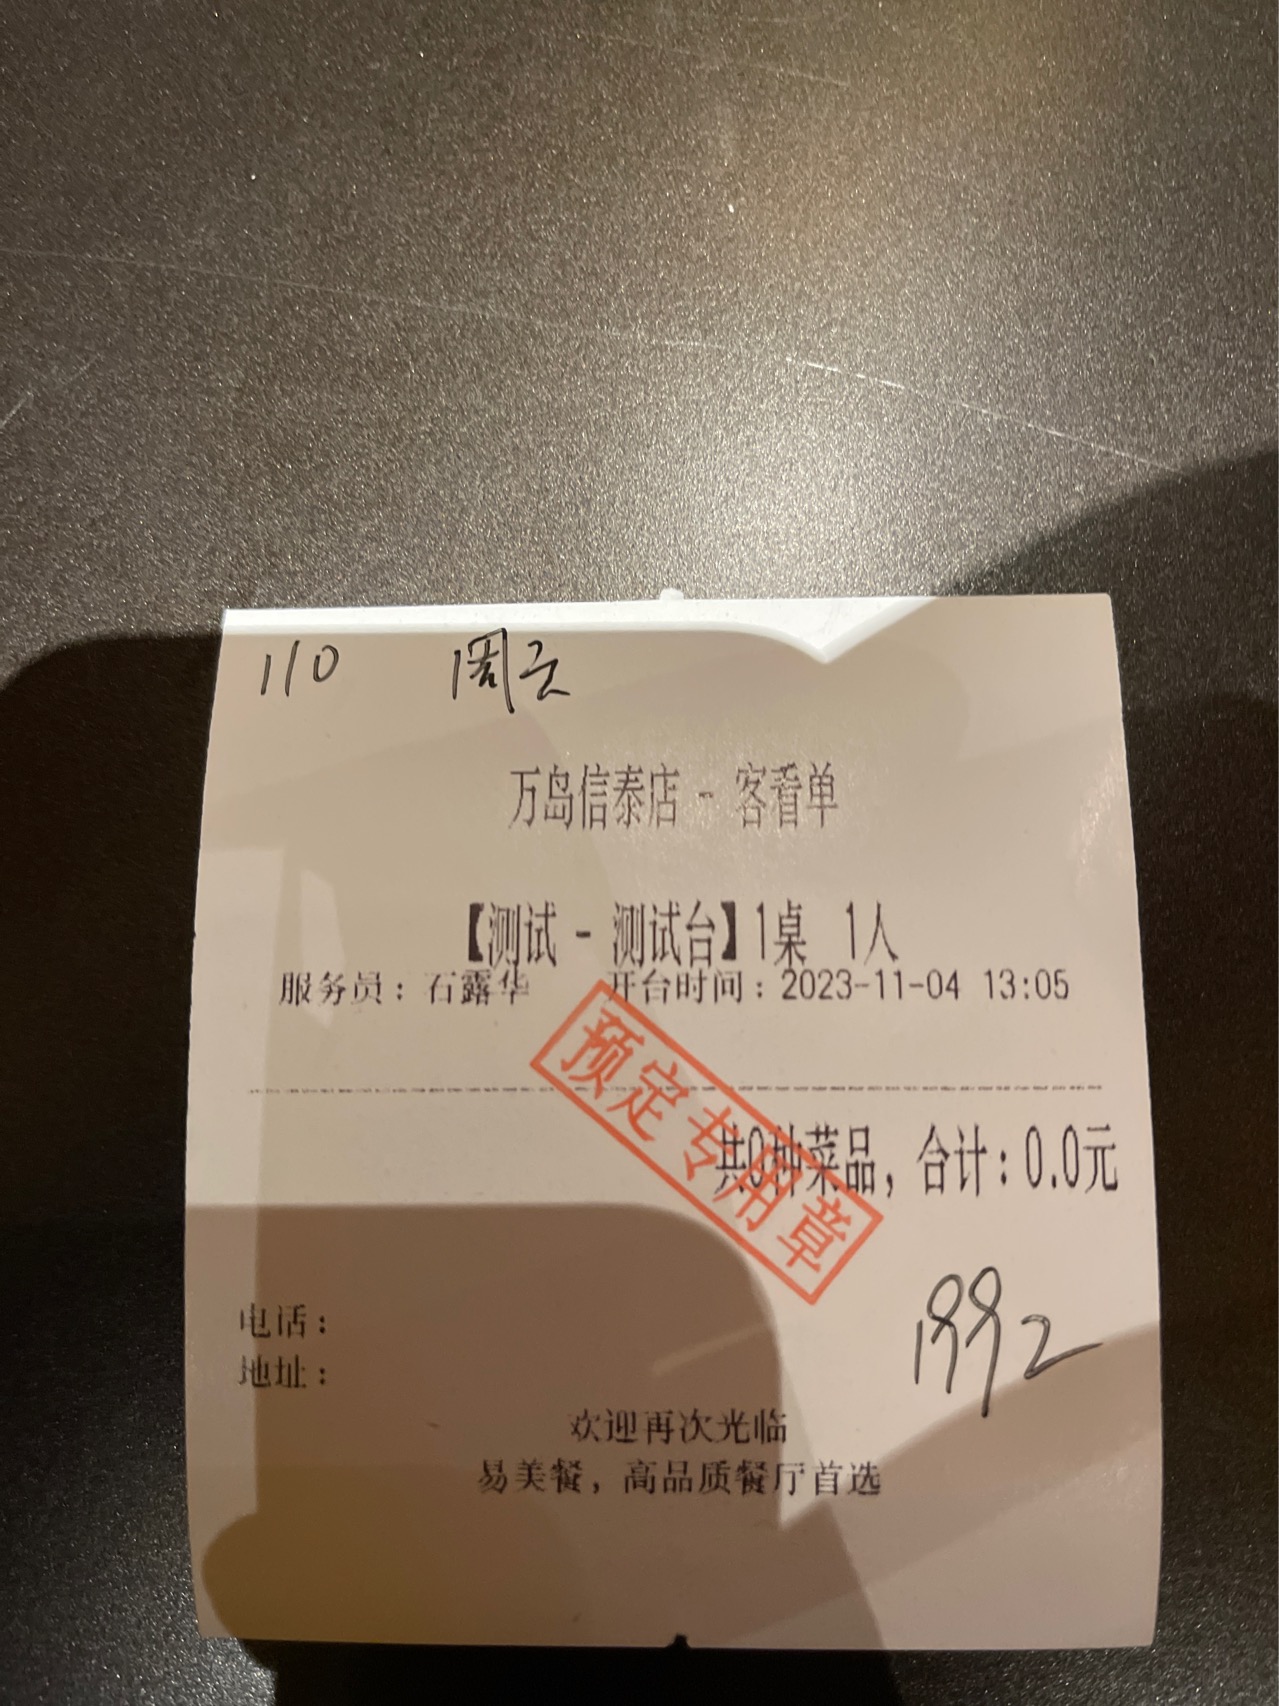 110 周云
万岛信泰店 - 客看单
【测试 - 测试台】1桌 1人
服务员：石露华 开台时间：2023-11-04 13:05
预定专用章
共0种菜品，合计：0.0元
1992
电话：
地址：
欢迎再次光临
易美餐，高品质餐厅首选